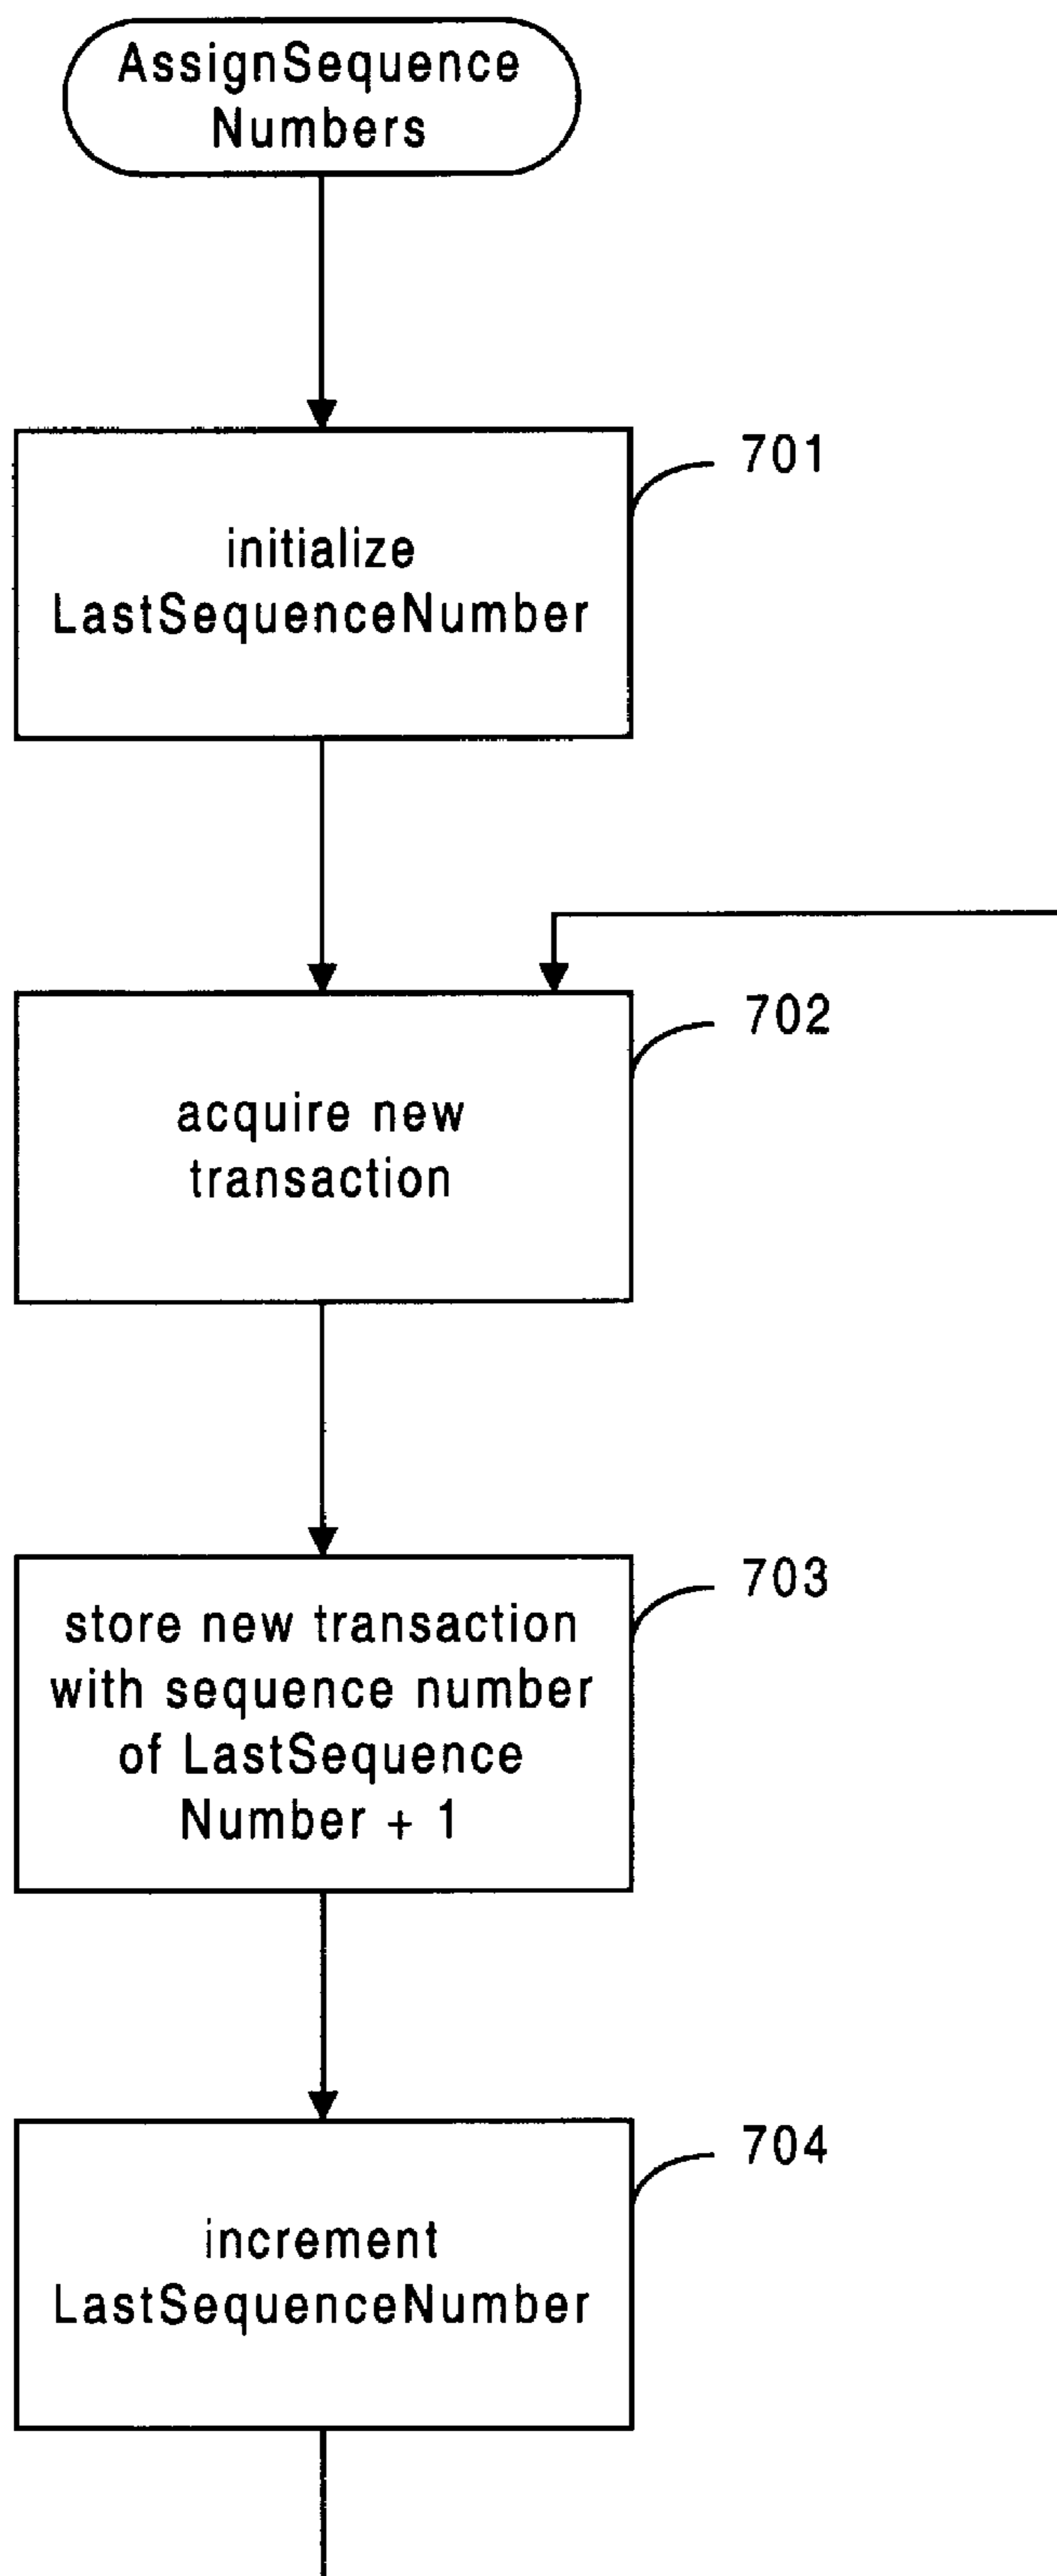 AssignSequence
Numbers
701
initialize
LastSequenceNumber
702
acquire new
transaction
703
store new transaction
with sequence number
of LastSequence
Number + 1
704
increment
LastSequenceNumber